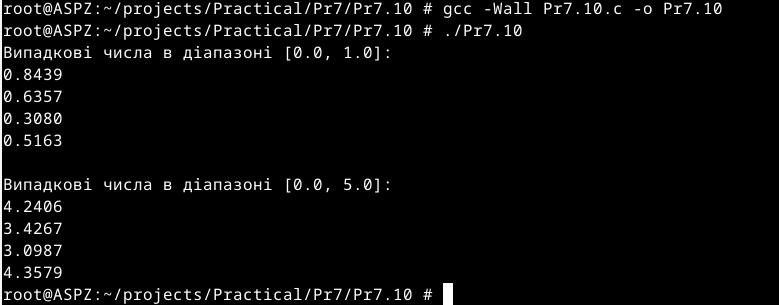 root@ASPZ:~/projects/Practical/Pr7/Pr7.10 # gcc -Wall Pr7.10.c -o Pr7.10
root@ASPZ:~/projects/Practical/Pr7/Pr7.10 # ./Pr7.10
Випадкові числа в діапазоні [0.0, 1.0]:
0.8439
0.6357
0.3080
0.5163
Випадкові числа в діапазоні [0.0, 5.0]:
4.2406
3.4267
3.0987
4.3579
root@ASPZ:~/projects/Practical/Pr7/Pr7.10 #